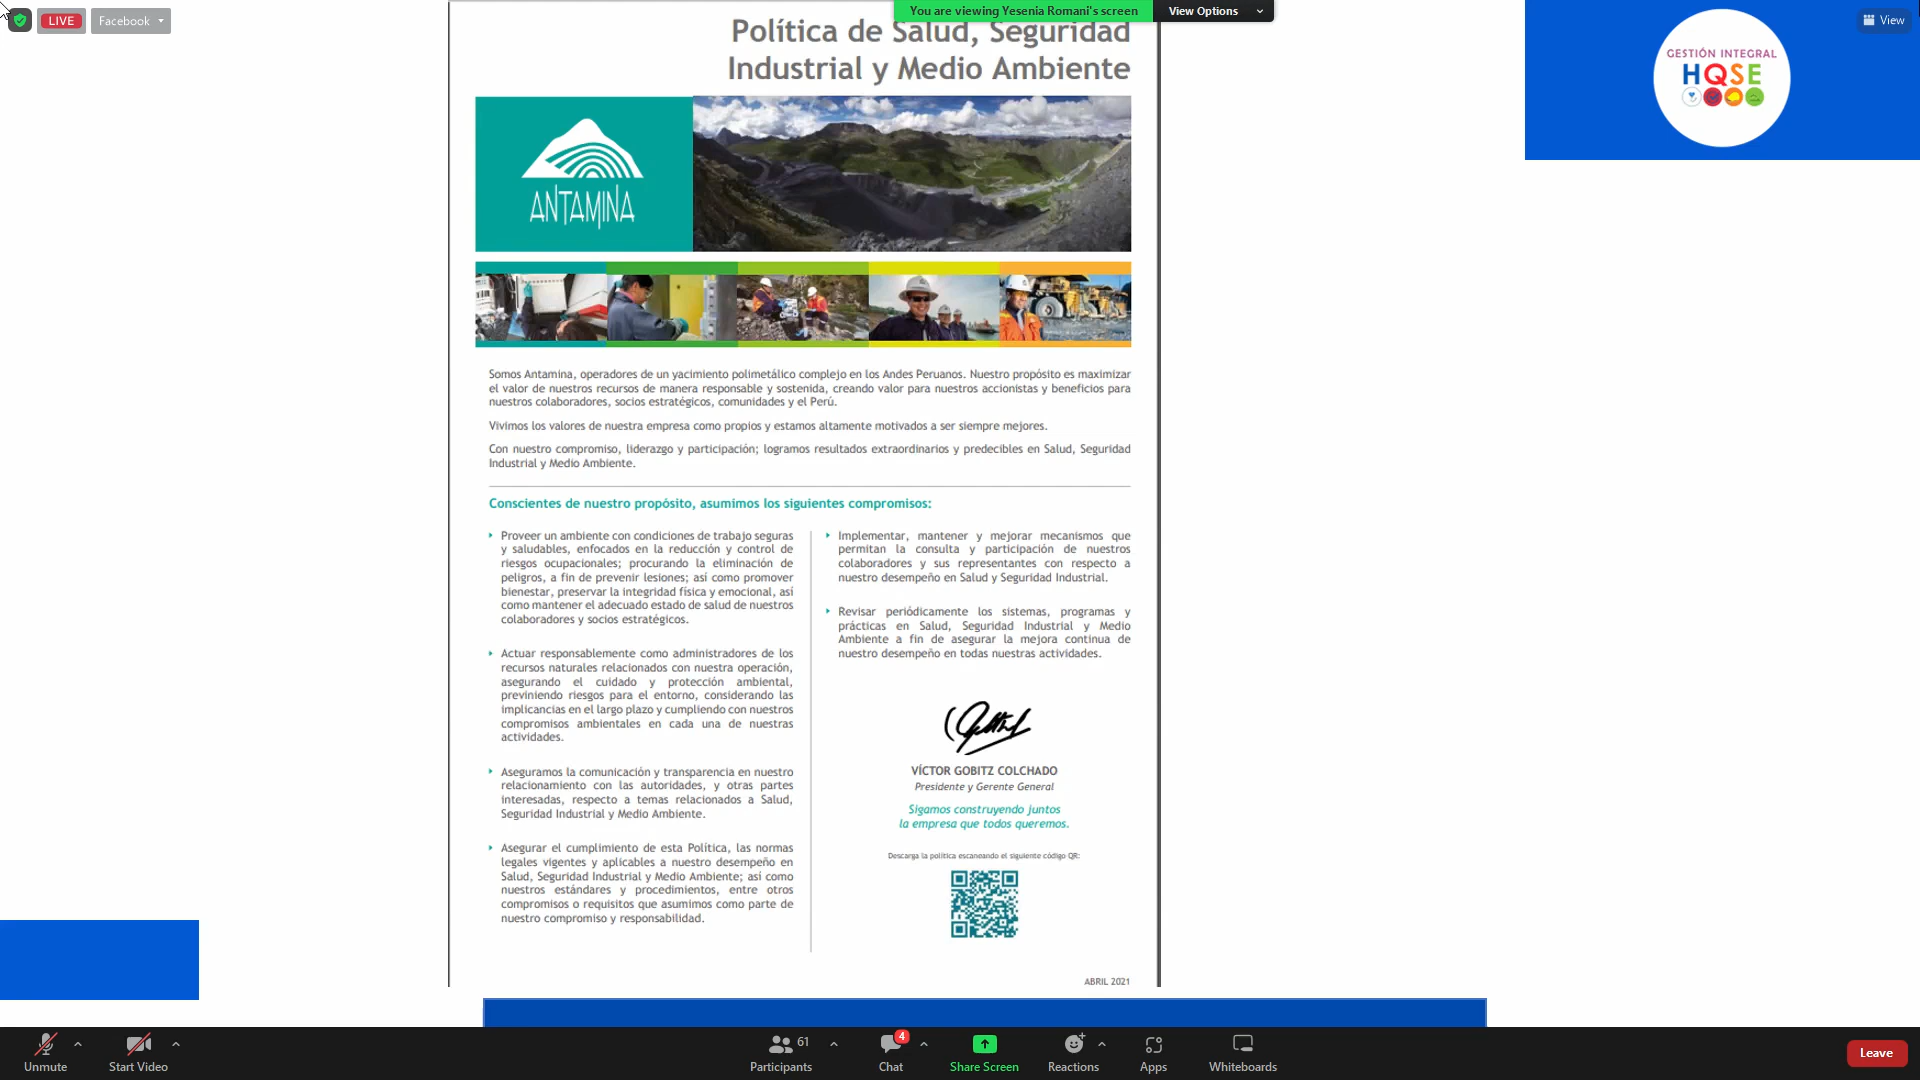 LIVE
Facebook
You are viewing Yesenia Romani's screen
View Options
View
Política de Salud, Seguridad
Industrial y Medio Ambiente
GESTIÓN INTEGRAL
HQSE
ANTAMINA
Somos Antamina, operadores de un yacimiento polimetálico complejo en los Andes Peruanos. Nuestro propósito es maximizar
el valor de nuestros recursos de manera responsable y sostenida, creando valor para nuestros accionistas y beneficios para
nuestros colaboradores, socios estratégicos, comunidades y el Perú.
Vivimos los valores de nuestra empresa como propios y estamos altamente motivados a ser siempre mejores.
Con nuestro compromiso, liderazgo y participación; logramos resultados extraordinarios y predecibles en Salud, Seguridad
Industrial y Medio Ambiente.
Conscientes de nuestro propósito, asumimos los siguientes compromisos:
Proveer un ambiente con condiciones de trabajo seguras
y saludables, enfocados en la reducción y control de
riesgos ocupacionales; procurando la eliminación de
peligros, a fin de prevenir lesiones; así como promover
bienestar, preservar la integridad física y emocional, así
como mantener el adecuado estado de salud de nuestros
colaboradores y socios estratégicos.
Actuar responsablemente como administradores de los
recursos naturales relacionados con nuestra operación,
asegurando el cuidado y protección ambiental,
previniendo riesgos para el entorno, considerando las
implicancias en el largo plazo y cumpliendo con nuestros
compromisos ambientales en cada una de nuestras
actividades.
Aseguramos la comunicación y transparencia en nuestro
relacionamiento con las autoridades, y otras partes
interesadas, respecto a temas relacionados a Salud,
Seguridad Industrial y Medio Ambiente.
Asegurar el cumplimiento de esta Política, las normas
legales vigentes y aplicables a nuestro desempeño en
Salud, Seguridad Industrial y Medio Ambiente; así como
nuestros estándares y procedimientos, entre otros
compromisos o requisitos que asumimos como parte de
nuestro compromiso y responsabilidad.
Implementar, mantener y mejorar mecanismos que
permitan la consulta y participación de nuestros
colaboradores y sus representantes con respecto a
nuestro desempeño en Salud y Seguridad Industrial.
Revisar periódicamente los sistemas, programas y
prácticas en Salud, Seguridad Industrial y Medio
Ambiente a fin de asegurar la mejora continua de
nuestro desempeño en todas nuestras actividades.
VÍCTOR GOBITZ COLCHADO
Presidente y Gerente General
Sigamos construyendo juntos
la empresa que todos queremos.
Descarga la política escaneando el siguiente código QR:
ABRIL 2021
Unmute
Start Video
61
Participants
4
Chat
Share Screen
Reactions
Apps
Whiteboards
Leave